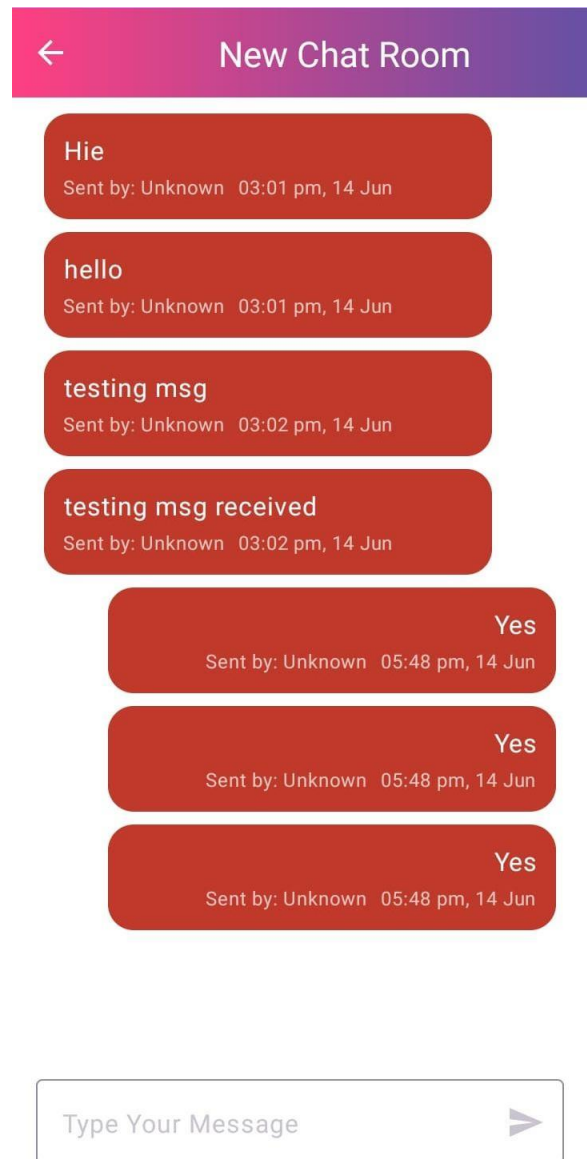 New Chat Room
Hie
Sent by: Unknown 03:01 pm, 14 Jun
hello
Sent by: Unknown 03:01 pm, 14 Jun
testing msg
Sent by: Unknown 03:02 pm, 14 Jun
testing msg received
Sent by: Unknown 03:02 pm, 14 Jun
Yes
Sent by: Unknown 05:48 pm, 14 Jun
Yes
Sent by: Unknown 05:48 pm, 14 Jun
Yes
Sent by: Unknown 05:48 pm, 14 Jun
Type Your Message